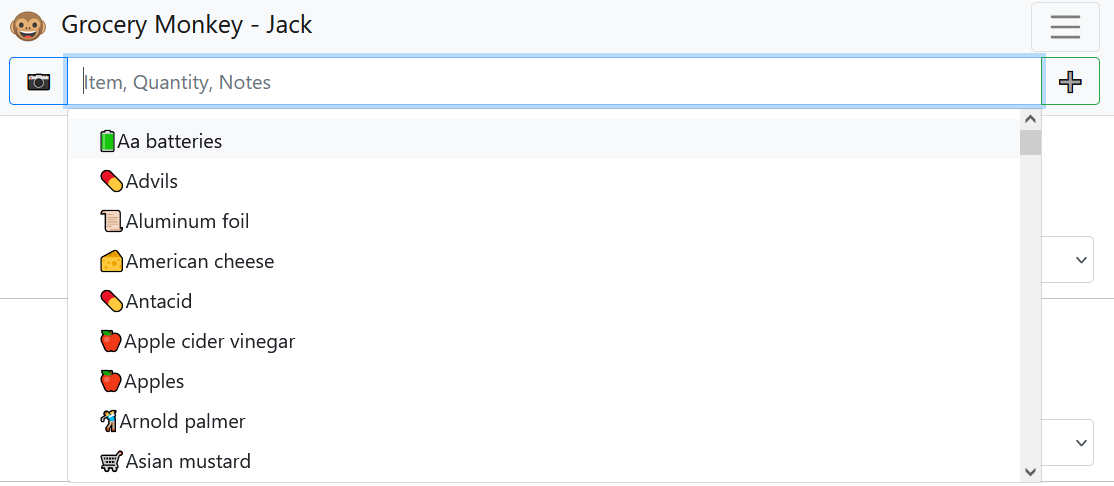 Grocery Monkey - Jack
Item, Quantity, Notes
Aa batteries
Advils
Aluminum foil
American cheese
Antacid
Apple cider vinegar
Apples
Arnold palmer
Asian mustard